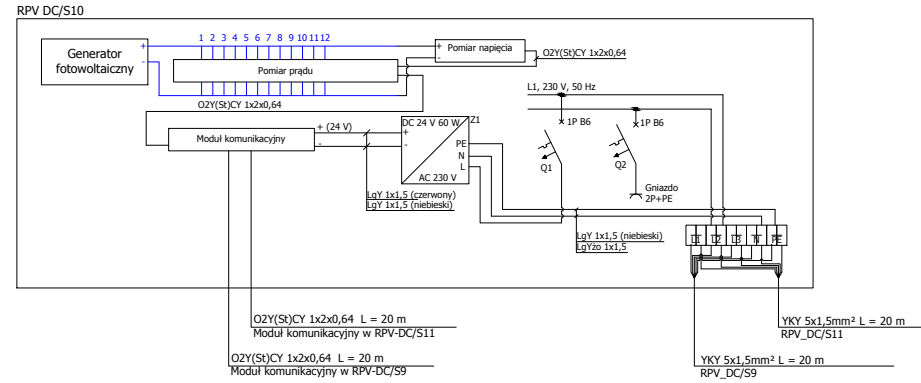 RPV DC/S10
Generator
fotowoltaiczny
+
-
1 2 3 4 5 6 7 8 9 10 11 12
Pomiar prądu
+
-
Pomiar napięcia
O2Y(St)CY 1x2x0,64
O2Y(St)CY 1x2x0,64
Moduł komunikacyjny
+ (24 V)
-
DC 24 V 60 W
Z1
+
-
PE
N
L
AC 230 V
LgY 1x1,5 (czerwony)
LgY 1x1,5 (niebieski)
L1, 230 V, 50 Hz
1P B6
Q1
1P B6
Q2
Gniazdo
2P+PE
LgY 1x1,5 (niebieski)
LgYżo 1x1,5
L1 L2 L3 N PE
O2Y(St)CY 1x2x0,64 L = 20 m
Moduł komunikacyjny w RPV-DC/S11
O2Y(St)CY 1x2x0,64 L = 20 m
Moduł komunikacyjny w RPV-DC/S9
YKY 5x1,5mm² L = 20 m
RPV_DC/S11
YKY 5x1,5mm² L = 20 m
RPV_DC/S9